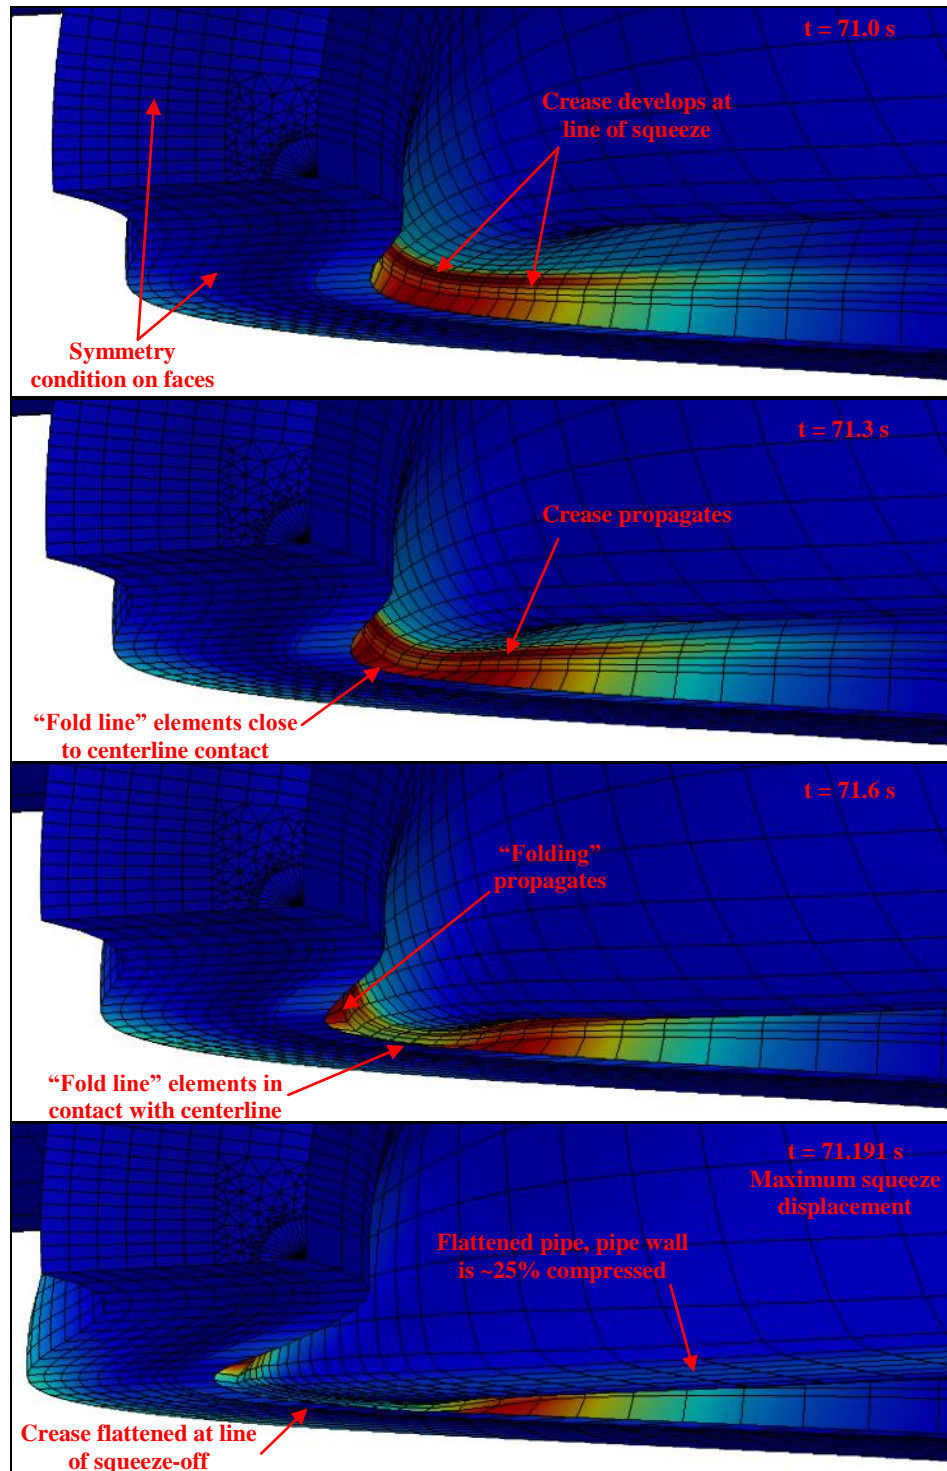 t = 71.0 s
Crease develops at
line of squeeze
Symmetry
condition on faces
t = 71.3 s
Crease propagates
“Fold line” elements close
to centerline contact
t = 71.6 s
“Folding”
propagates
“Fold line” elements in
contact with centerline
t = 71.191 s
Maximum squeeze
displacement
Flattened pipe, pipe wall
is ~25% compressed
Crease flattened at line
of squeeze-off